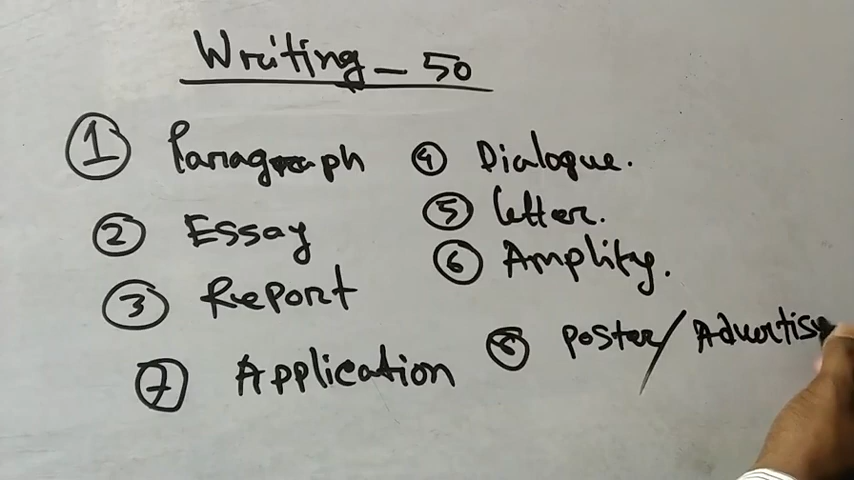 Writing - 50
1 Paragraph
2 Essay
3 Report
4 Dialogue.
5 letter.
6 Amplify.
7 Application
8 Poster/Advertis